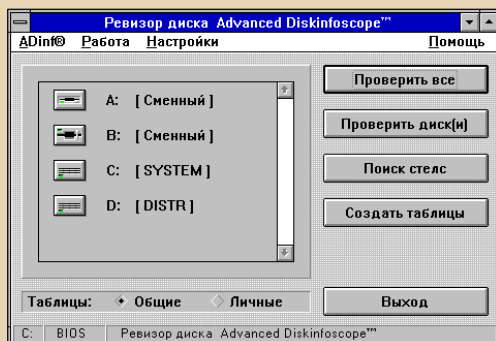 Ревизор диска Advanced Diskinfoscope™
ADinf® Работа Настройки Помощь
A: [ Сменный ]
B: [ Сменный ]
C: [ SYSTEM ]
D: [ DISTR ]
Проверить все
Проверить диск(и)
Поиск стелс
Создать таблицы
Таблицы: Общие Личные
Выход
C: BIOS Ревизор диска Advanced Diskinfoscope™